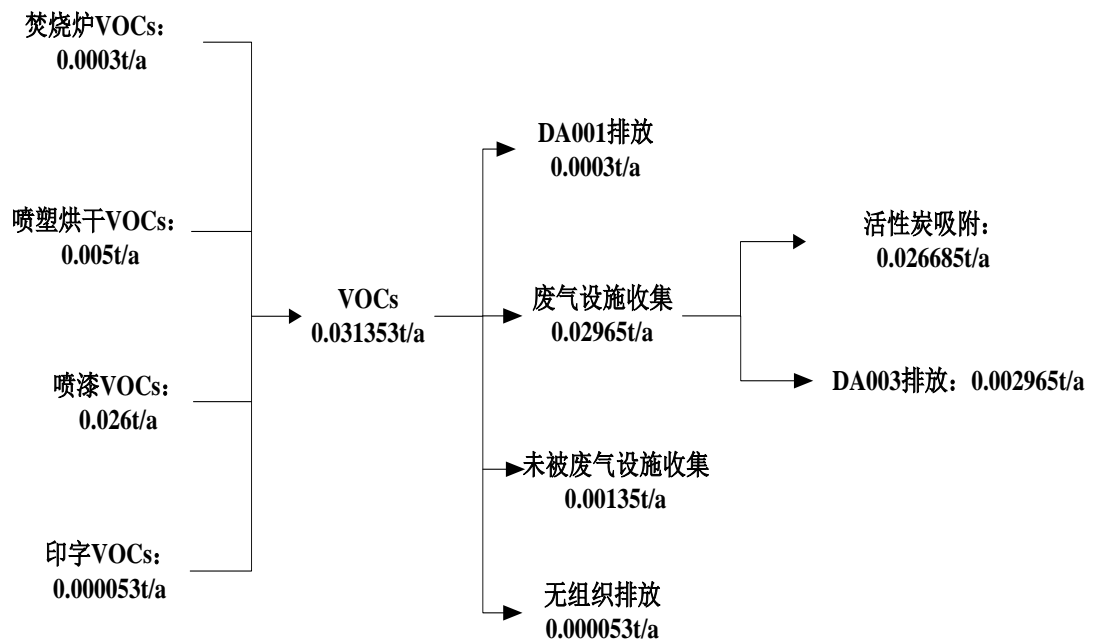 焚烧炉VOCs：
0.0003t/a
喷塑烘干VOCs：
0.005t/a
喷漆VOCs：
0.026t/a
印字VOCs：
0.000053t/a
VOCs
0.031353t/a
DA001排放
0.0003t/a
废气设施收集
0.02965t/a
未被废气设施收集
0.00135t/a
无组织排放
0.000053t/a
活性炭吸附：
0.026685t/a
DA003排放：0.002965t/a